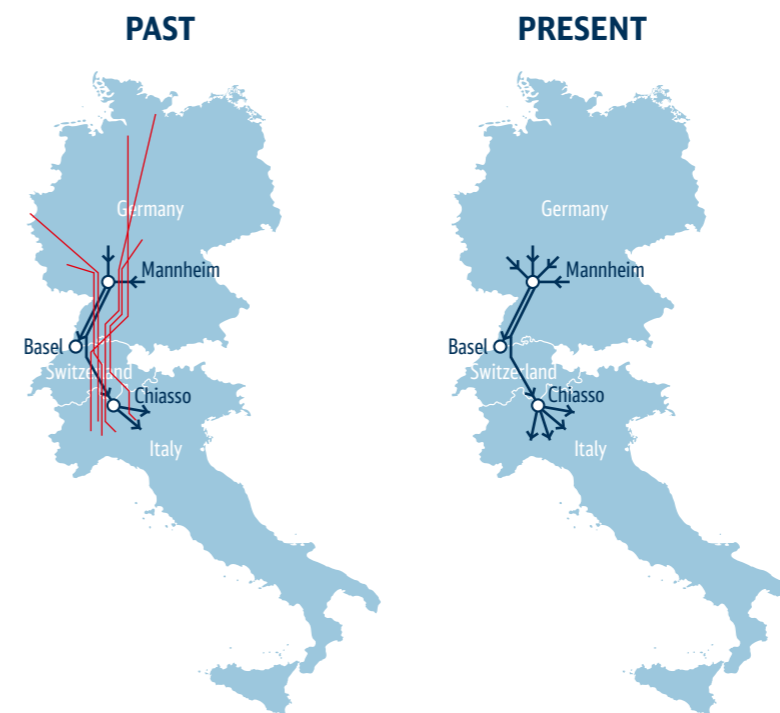 PAST
Germany
Mannheim
Basel
Switzerland
Chiasso
Italy
PRESENT
Germany
Mannheim
Basel
Switzerland
Chiasso
Italy